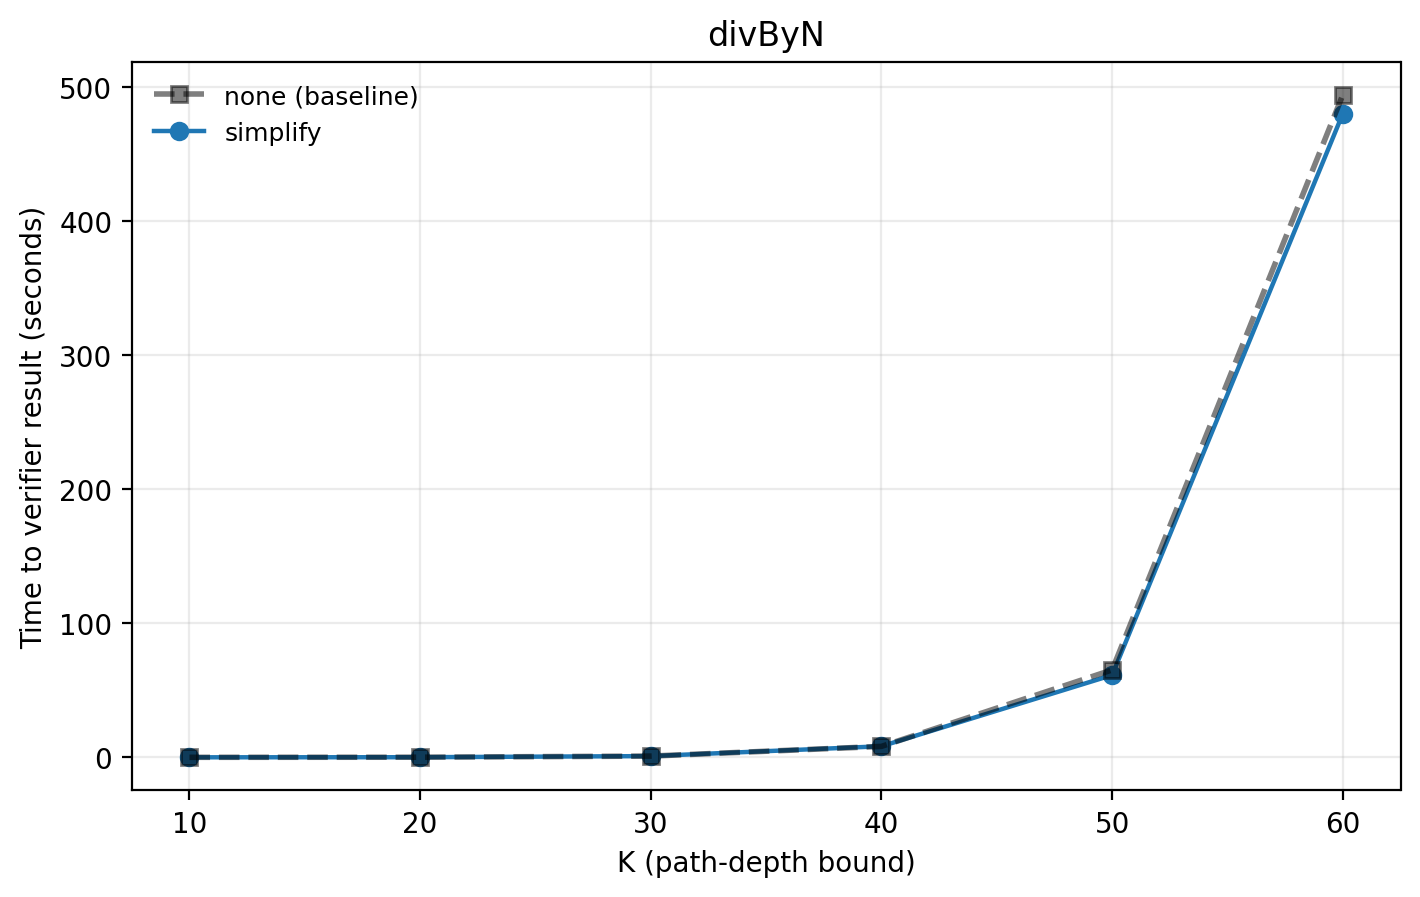 divByN
none (baseline)
simplify
Time to verifier result (seconds)
500
400
300
200
100
0
10 20 30 40 50 60
K (path-depth bound)